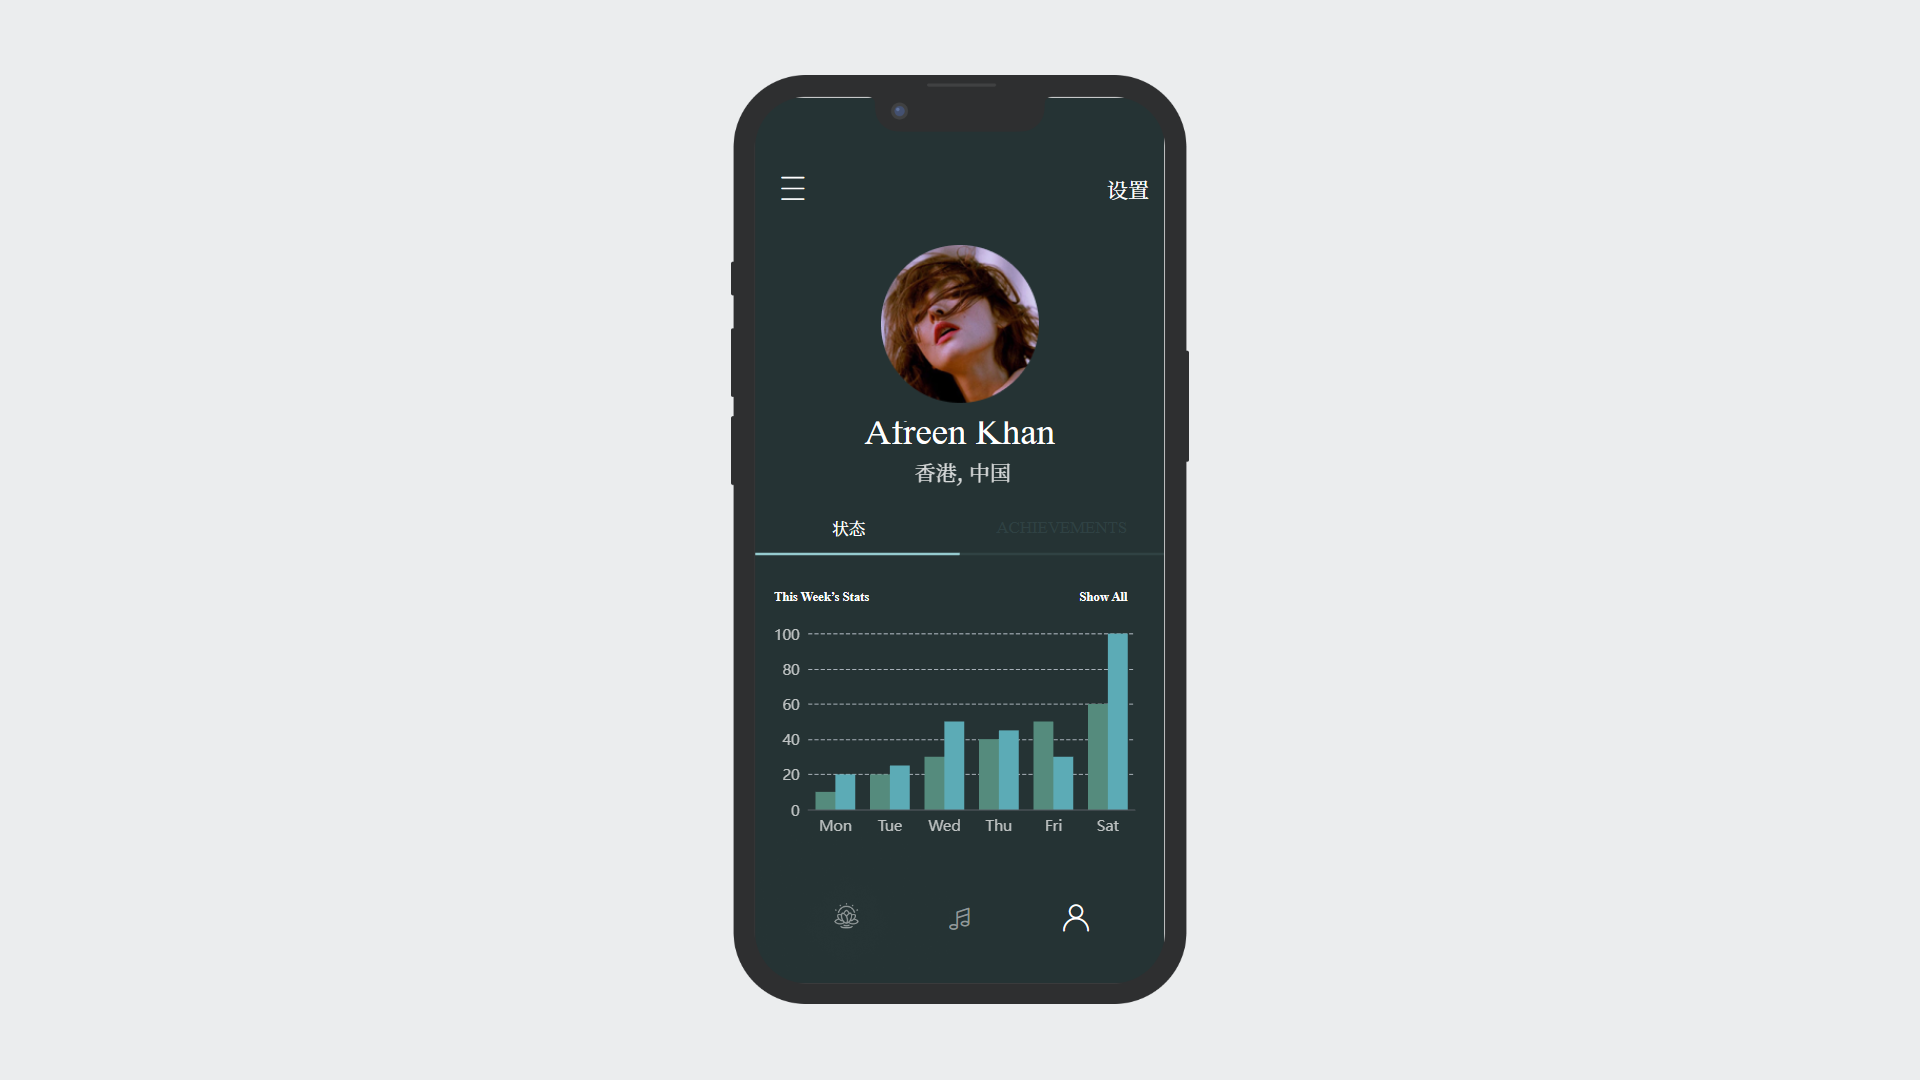 设置
Afreen Khan
香港, 中国
状态 ACHIEVEMENTS
This Week’s Stats Show All
100
80
60
40
20
0
Mon Tue Wed Thu Fri Sat